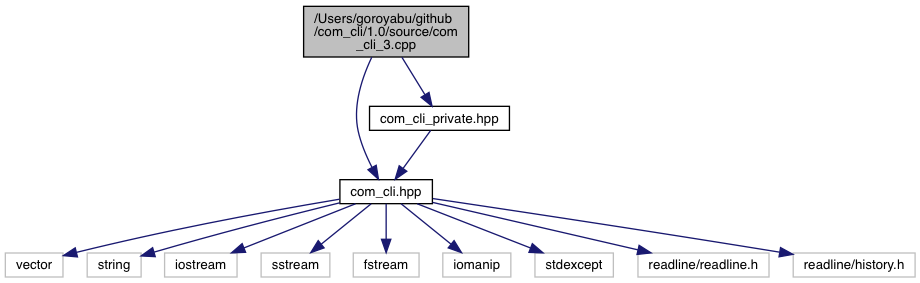 /Users/goroyabu/github
/com_cli/1.0/source/com
_cli_3.cpp
com_cli_private.hpp
com_cli.hpp
vector
string
iostream
sstream
fstream
iomanip
stdexcept
readline/readline.h
readline/history.h